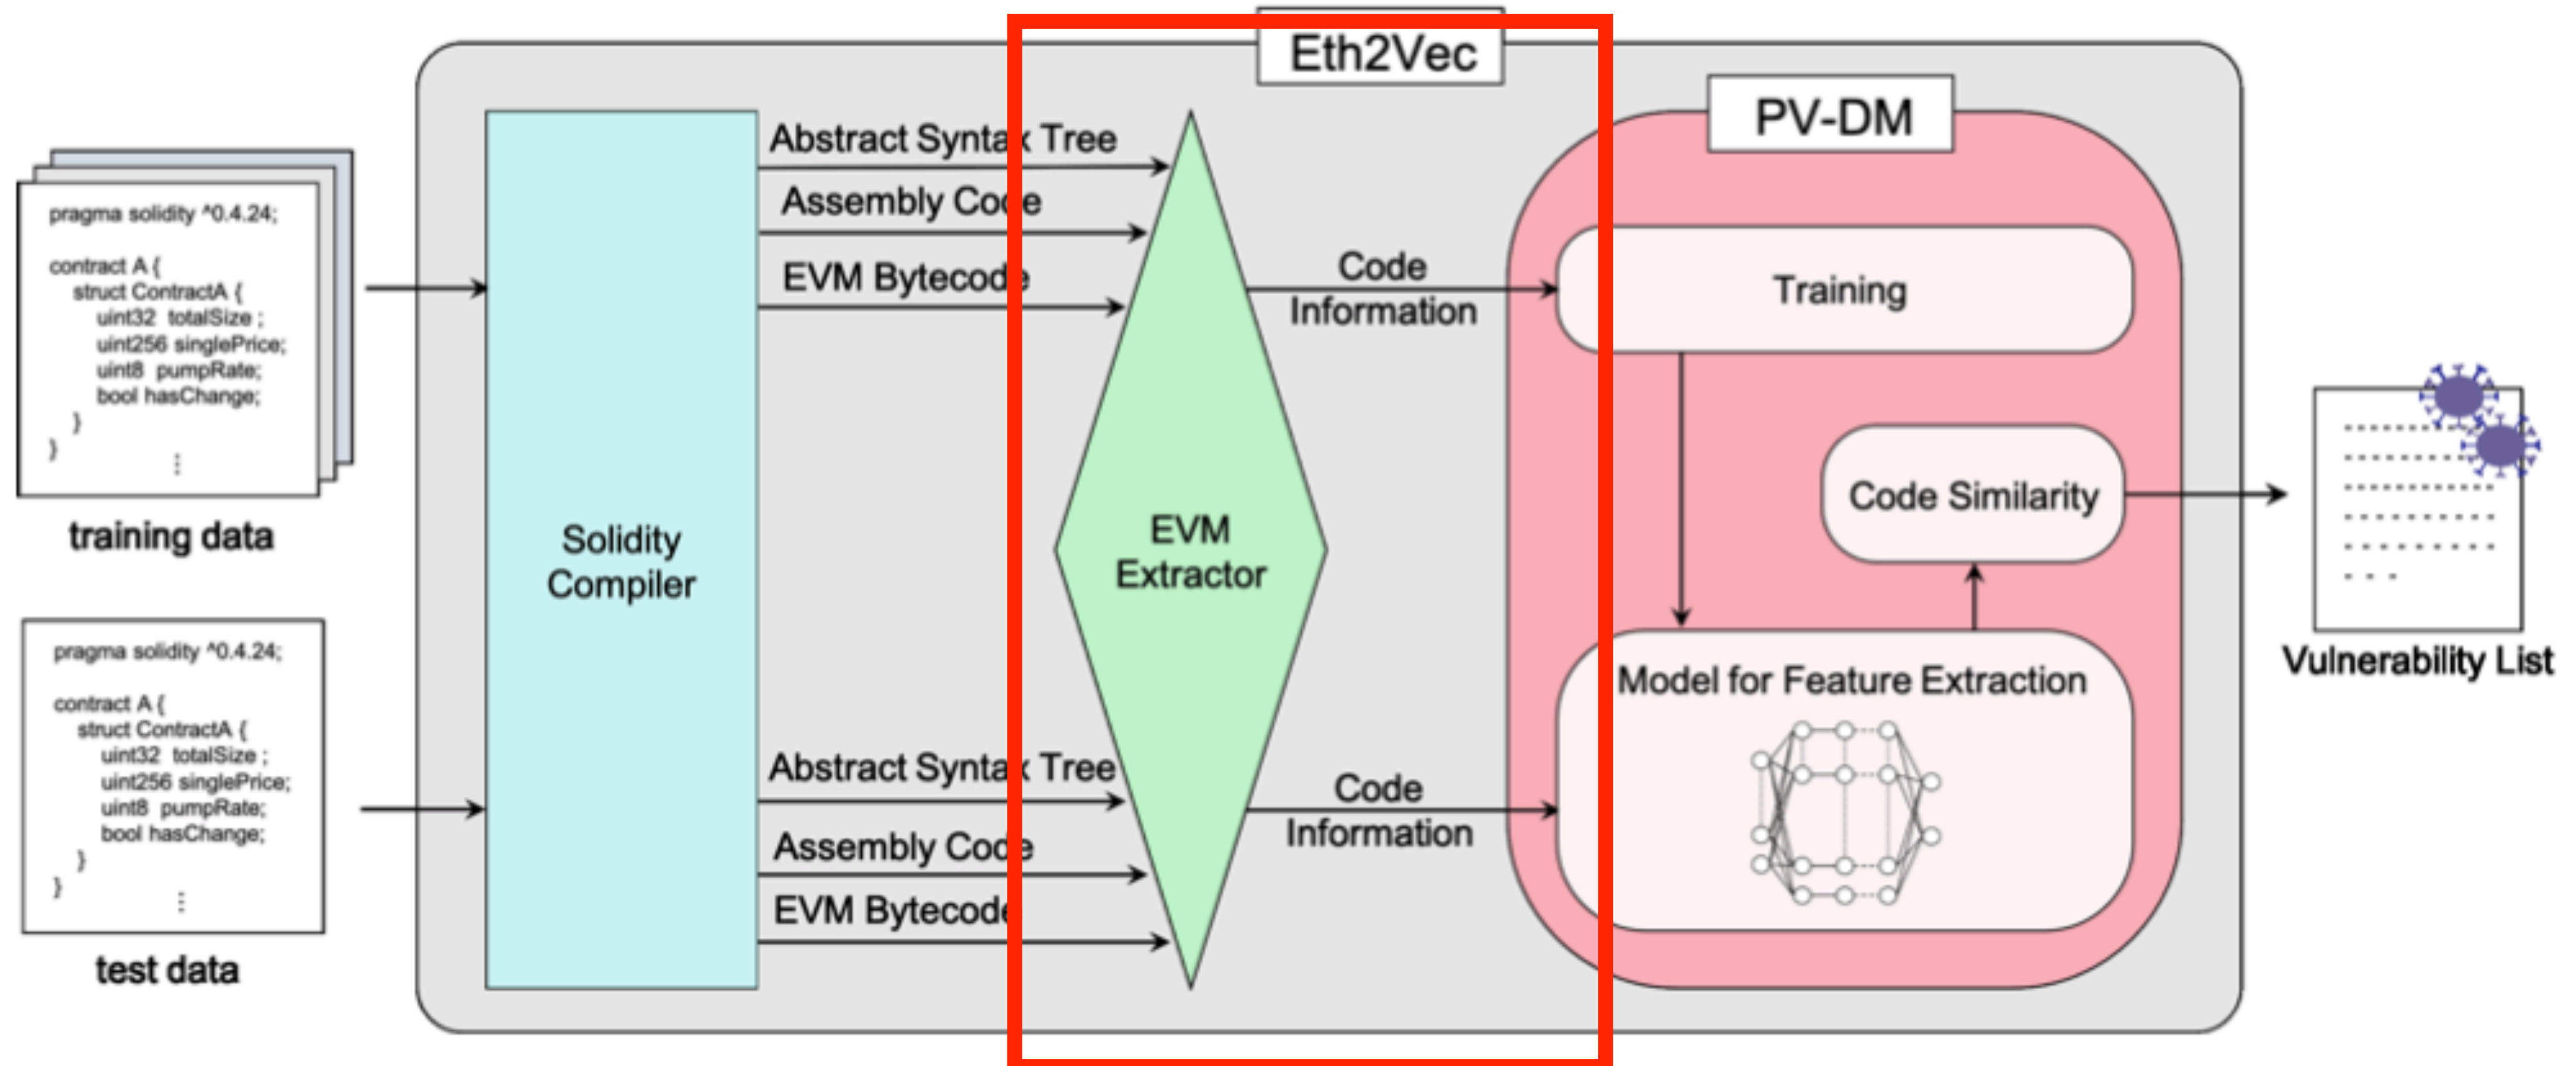 Eth2Vec
PV-DM
pragma solidity ^0.4.24;
contract A {
struct ContractA {
uint32 totalSize ;
uint256 singlePrice;
uint8 pumpRate;
bool hasChange;
}
}
⋮
training data
pragma solidity ^0.4.24;
contract A {
struct ContractA {
uint32 totalSize ;
uint256 singlePrice;
uint8 pumpRate;
bool hasChange;
}
}
⋮
test data
Solidity
Compiler
Abstract Syntax Tree
Assembly Code
EVM Bytecode
Abstract Syntax Tree
Assembly Code
EVM Bytecode
EVM
Extractor
Code
Information
Code
Information
Training
Code Similarity
Model for Feature Extraction
Vulnerability List